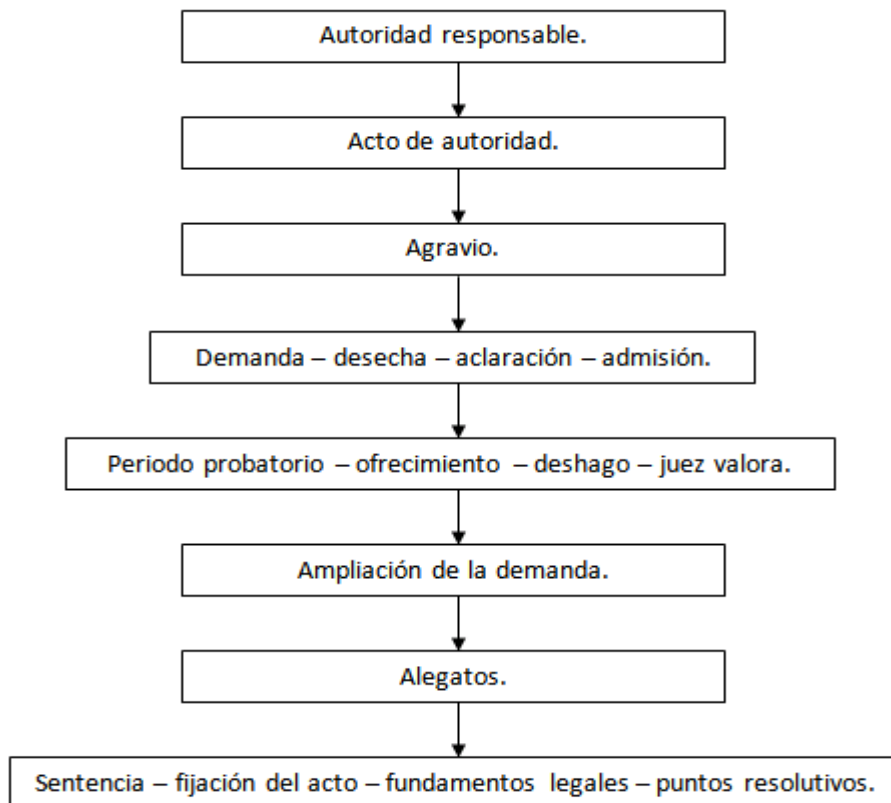 Autoridad responsable.
Acto de autoridad.
Agravio.
Demanda – desecha – aclaración – admisión.
Periodo probatorio – ofrecimiento – deshago – juez valora.
Ampliación de la demanda.
Alegatos.
Sentencia – fijación del acto – fundamentos legales – puntos resolutivos.